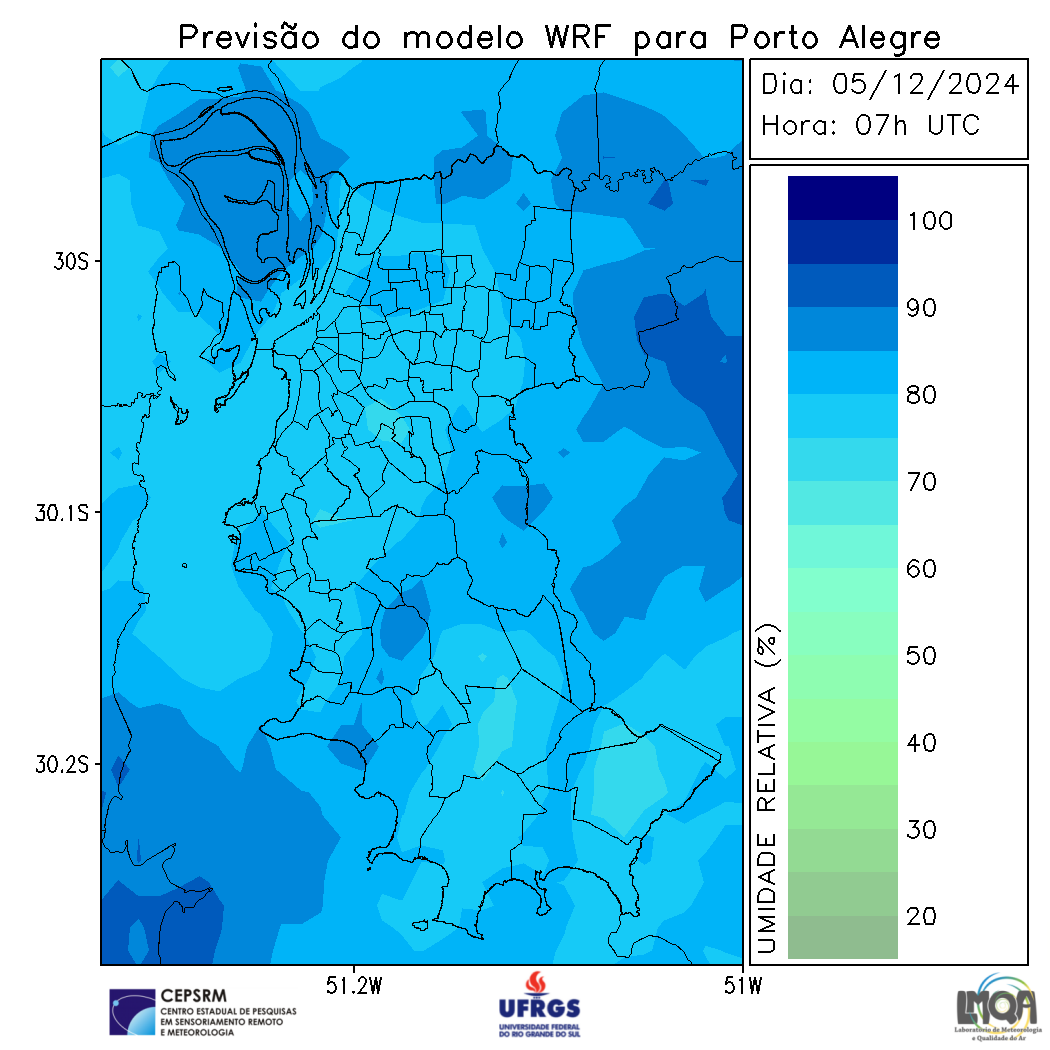 Previsão do modelo WRF para Porto Alegre
Dia: 05/12/2024
Hora: 07h UTC
30S
30.1S
30.2S
51.2W
51W
UMIDADE RELATIVA (%)
100
90
80
70
60
50
40
30
20
CEPSRM
CENTRO ESTADUAL DE PESQUISAS
EM SENSORIAMENTO REMOTO
E METEOROLOGIA
UFRGS
UNIVERSIDADE FEDERAL
DO RIO GRANDE DO SUL
LMQA
Laboratório de Meteorologia
e Qualidade do Ar